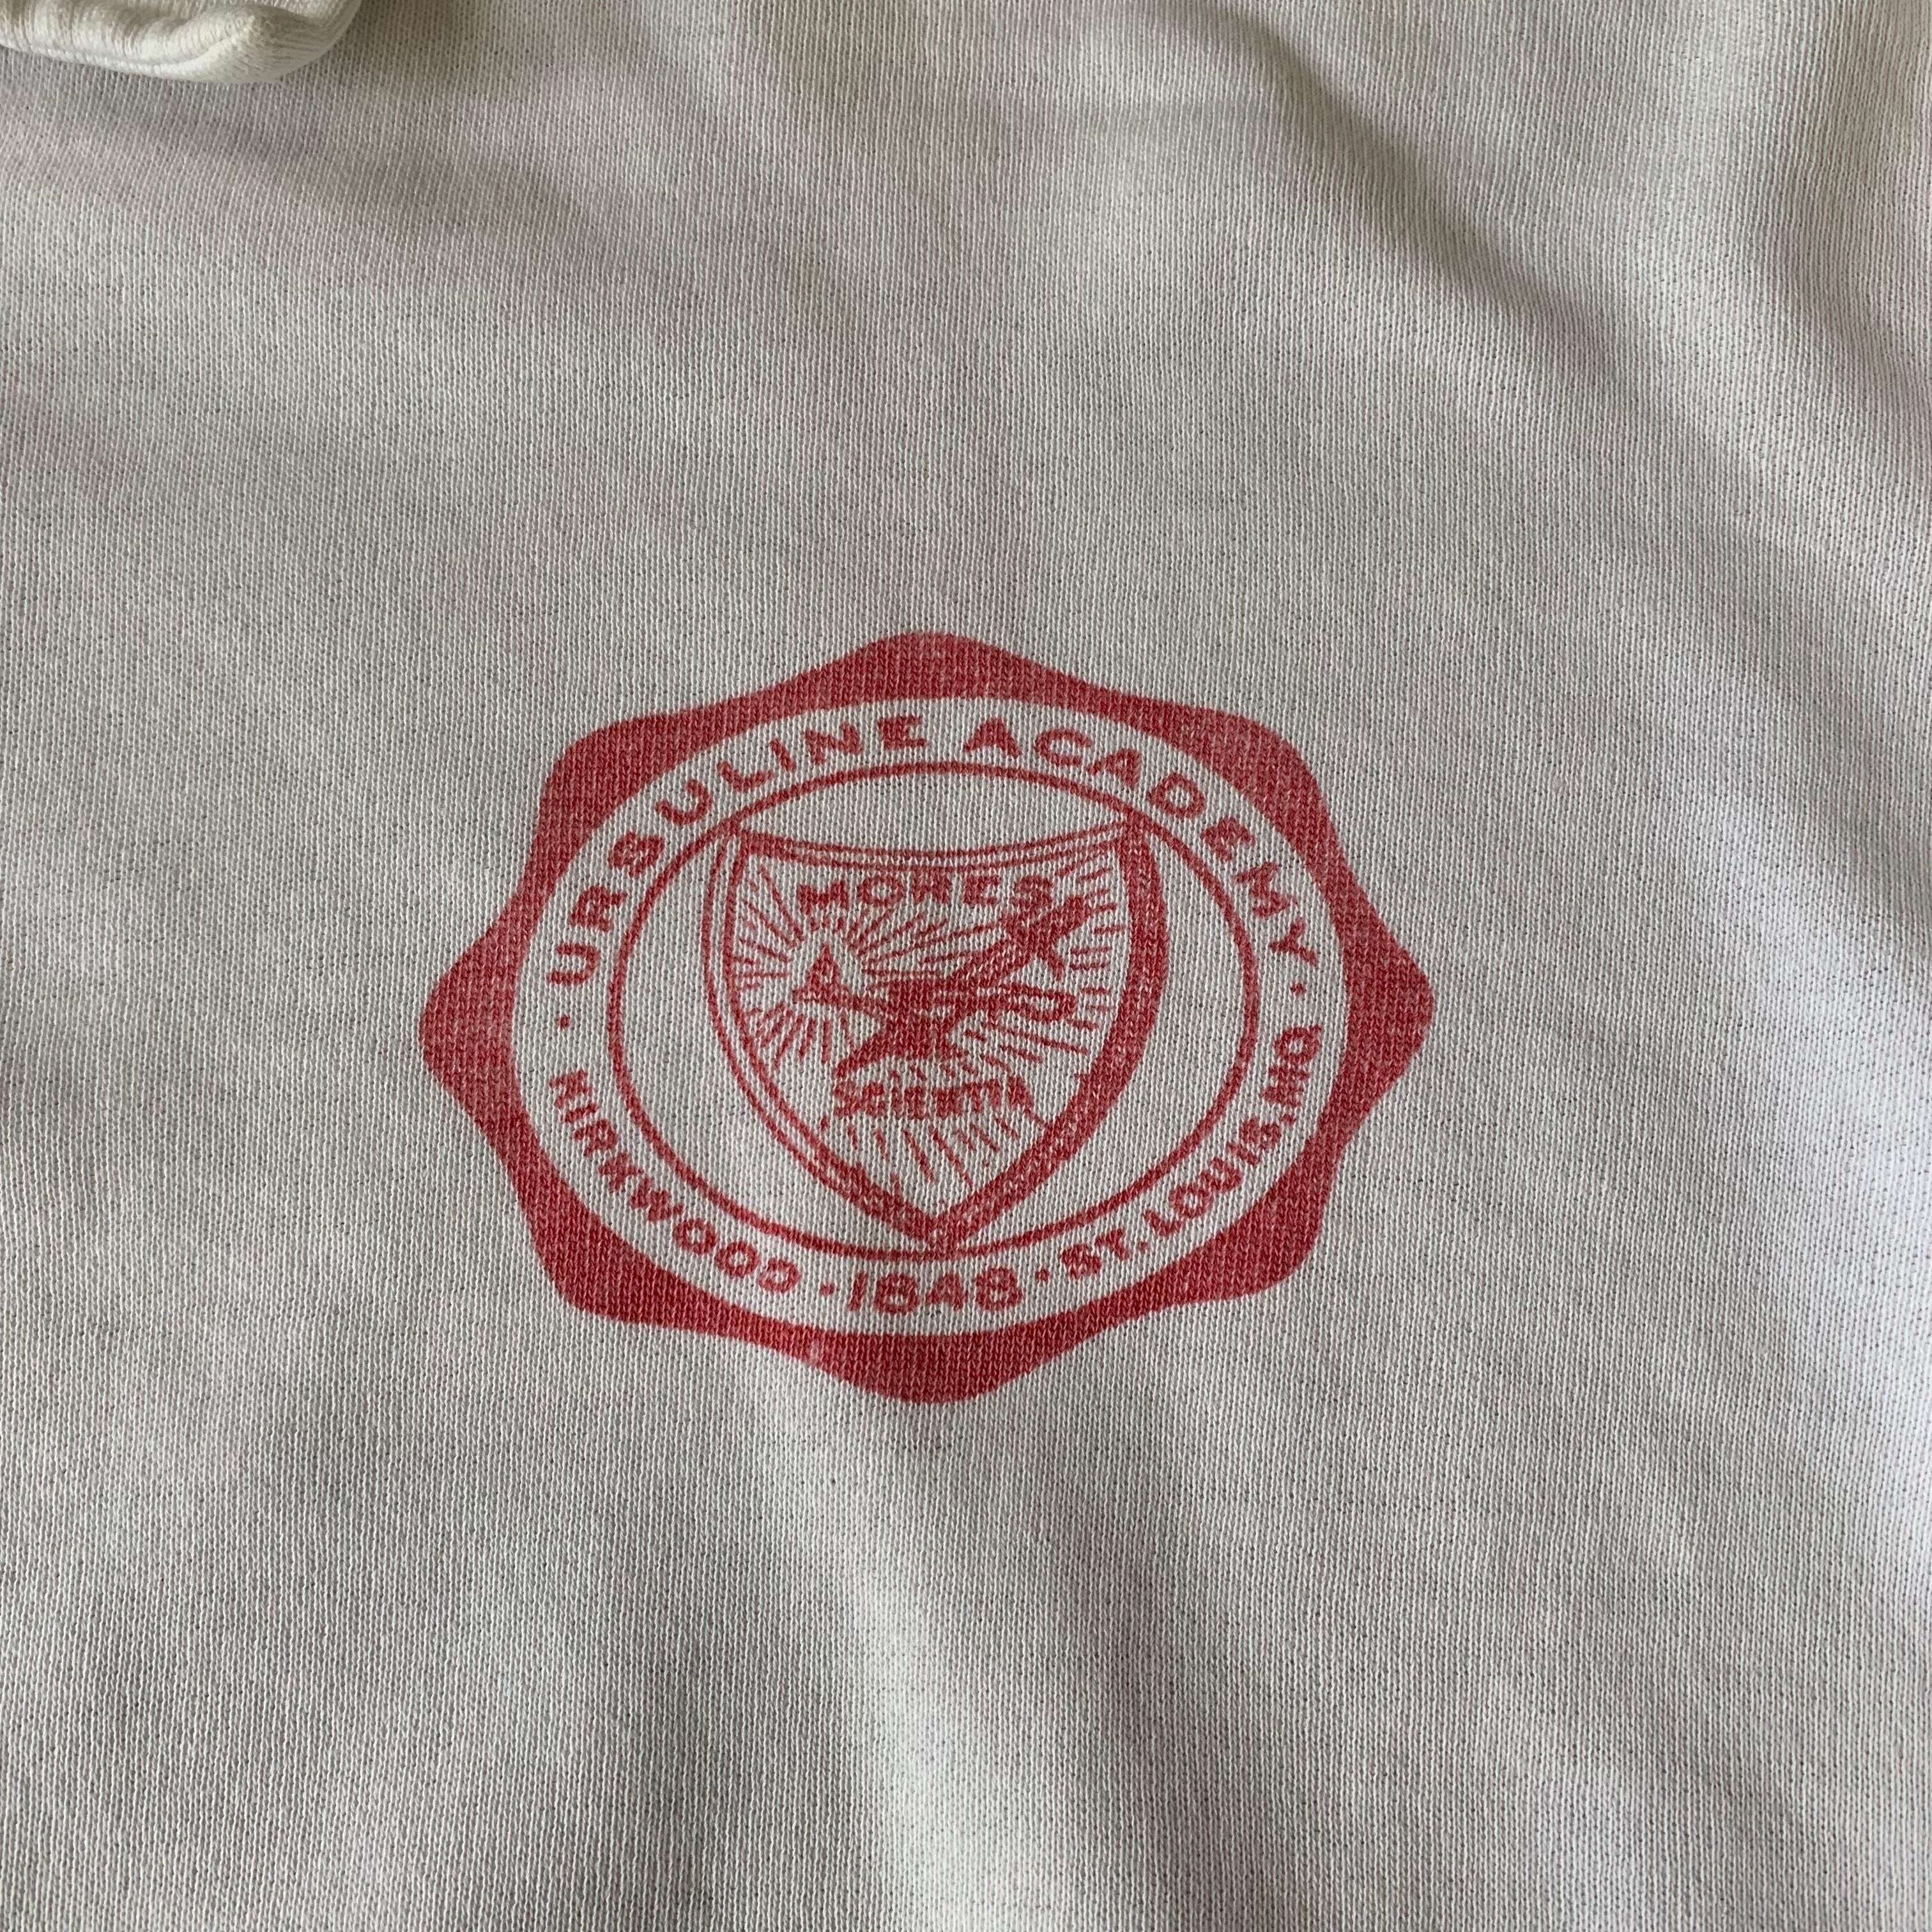 · URSULINE ACADEMY ·
MORES
SCIENTIA
KIRKWOOD · 1848 · ST. LOUIS, MO.